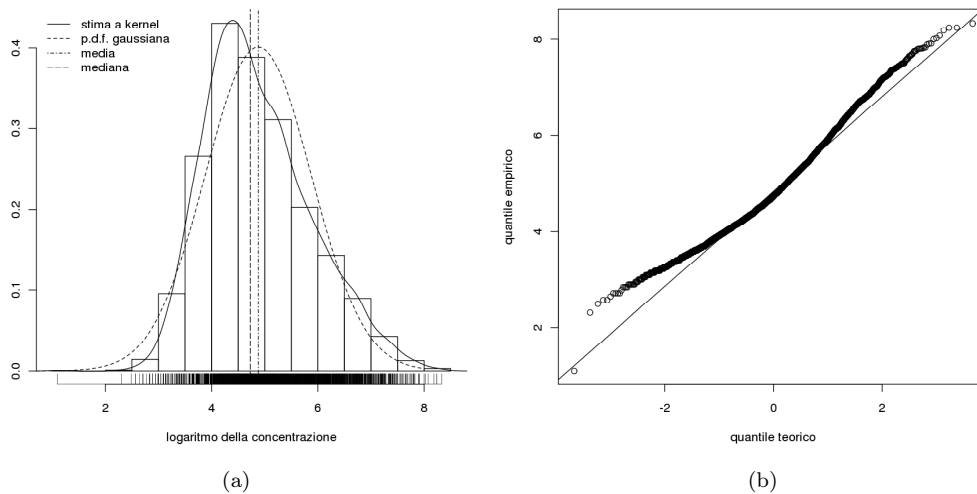 stima a kernel
p.d.f. gaussiana
media
mediana
0.4
0.3
0.2
0.1
0.0
2 4 6 8
logaritmo della concentrazione
(a)
quantile empirico
8
6
4
2
-2 0 2
quantile teorico
(b)